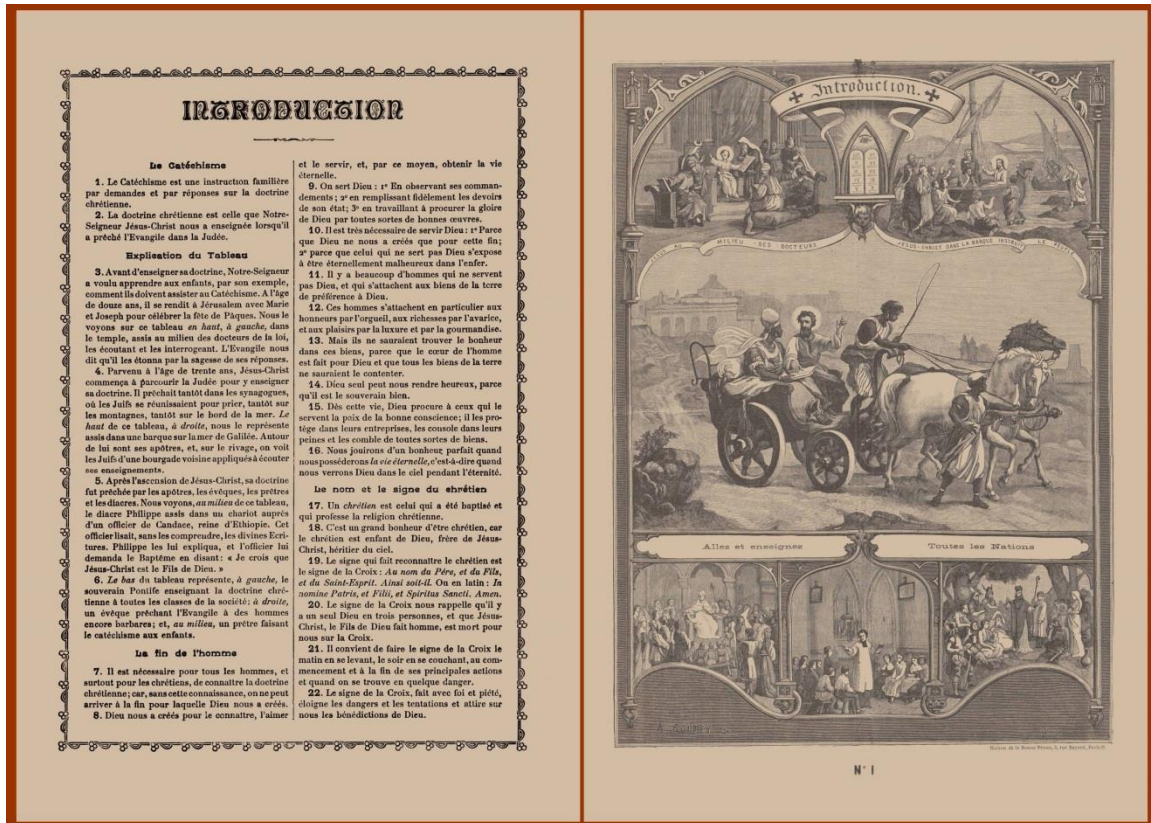 INTRODUCTION
Le Catéchisme
1. Le Catéchisme est une instruction familière
par demandes et par réponses sur la doctrine
chrétienne.
2. La doctrine chrétienne est celle que Notre-
Seigneur Jésus-Christ nous a enseignée lorsqu'il
a prêché l'Evangile dans la Judée.
Explication du Tableau
3. Avant d'enseigner sa doctrine, Notre-Seigneur
a voulu apprendre aux enfants, par son exemple,
comment ils doivent assister au Catéchisme. A l'âge
de douze ans, il se rendit à Jérusalem avec Marie
et Joseph pour célébrer la fête de Pâques. Nous le
voyons sur ce tableau en haut, à gauche, dans
le temple, assis au milieu des docteurs de la loi,
les écoutant et les interrogeant. L'Evangile nous
dit qu'il les étonna par la sagesse de ses réponses.
4. Parvenu à l'âge de trente ans, Jésus-Christ
commença à parcourir la Judée pour y enseigner
sa doctrine. Il prêchait tantôt dans les synagogues,
où les Juifs se réunissaient pour prier, tantôt sur
les montagnes, tantôt sur le bord de la mer. Le
haut de ce tableau, à droite, nous le représente
assis dans une barque sur la mer de Galilée. Autour
de lui sont ses apôtres, et, sur le rivage, on voit
les Juifs d'une bourgade voisine appliqués à écouter
ses enseignements.
5. Après l'ascension de Jésus-Christ, sa doctrine
fut prêchée par les apôtres, les évêques, les prêtres
et les diacres. Nous voyons, au milieu de ce tableau,
le diacre Philippe assis dans un chariot auprès
d'un officier de Candace, reine d'Ethiopie. Cet
officier lisait, sans les comprendre, les divines Ecri-
tures. Philippe les lui expliqua, et l'officier lui
demanda le Baptême en disant: « Je crois que
Jésus-Christ est le Fils de Dieu. »
6. Le bas du tableau représente, à gauche, le
souverain Pontife enseignant la doctrine chré-
tienne à toutes les classes de la société; à droite,
un évêque prêchant l'Evangile à des hommes
encore barbares; et, au milieu, un prêtre faisant
le catéchisme aux enfants.
La fin de l'homme
7. Il est nécessaire pour tous les hommes, et
surtout pour les chrétiens, de connaître la doctrine
chrétienne; car, sans cette connaissance, on ne peut
arriver à la fin pour laquelle Dieu nous a créés.
8. Dieu nous a créés pour le connaître, l'aimer
et le servir, et, par ce moyen, obtenir la vie
éternelle.
9. On sert Dieu : 1º En observant ses comman-
dements ; 2º en remplissant fidèlement les devoirs
de son état; 3º en travaillant à procurer la gloire
de Dieu par toutes sortes de bonnes œuvres.
10. Il est très nécessaire de servir Dieu : 1º Parce
que Dieu ne nous a créés que pour cette fin;
2º parce que celui qui ne sert pas Dieu s'expose
à être éternellement malheureux dans l'enfer.
11. Il y a beaucoup d'hommes qui ne servent
pas Dieu, et qui s'attachent aux biens de la terre
de préférence à Dieu.
12. Ces hommes s'attachent en particulier aux
honneurs par l'orgueil, aux richesses par l'avarice,
et aux plaisirs par la luxure et par la gourmandise.
13. Mais ils ne sauraient trouver le bonheur
dans ces biens, parce que le cœur de l'homme
est fait pour Dieu et que tous les biens de la terre
ne sauraient le contenter.
14. Dieu seul peut nous rendre heureux, parce
qu'il est le souverain bien.
15. Dès cette vie, Dieu procure à ceux qui le
servent la paix de la bonne conscience; il les pro-
tège dans leurs entreprises, les console dans leurs
peines et les comble de toutes sortes de biens.
16. Nous jouirons d'un bonheur parfait quand
nous posséderons la vie éternelle, c'est-à-dire quand
nous verrons Dieu dans le ciel pendant l'éternité.
Le nom et le signe du chrétien
17. Un chrétien est celui qui a été baptisé et
qui professe la religion chrétienne.
18. C'est un grand bonheur d'être chrétien, car
le chrétien est enfant de Dieu, frère de Jésus-
Christ, héritier du ciel.
19. Le signe qui fait reconnaître le chrétien est
le signe de la Croix : Au nom du Père, et du Fils,
et du Saint-Esprit. Ainsi soit-il. On en latin : In
nomine Patris, et Filii, et Spiritus Sancti. Amen.
20. Le signe de la Croix nous rappelle qu'il y
a un seul Dieu en trois personnes, et que Jésus-
Christ, le Fils de Dieu fait homme, est mort pour
nous sur la Croix.
21. Il convient de faire le signe de la Croix le
matin en se levant, le soir en se couchant, au com-
mencement et à la fin de ses principales actions
et quand on se trouve en quelque danger.
22. Le signe de la Croix, fait avec foi et piété,
éloigne les dangers et les tentations et attire sur
nous les bénédictions de Dieu.
Introduction.
JÉSUS AU MILIEU DES DOCTEURS
JÉSUS-CHRIST DANS LA BARQUE INSTRUIT LE PEUPLE
Allez et enseignez
Toutes les Nations
Maison de la Bonne Presse, 5, rue Bayard, Paris-8e
Nº I